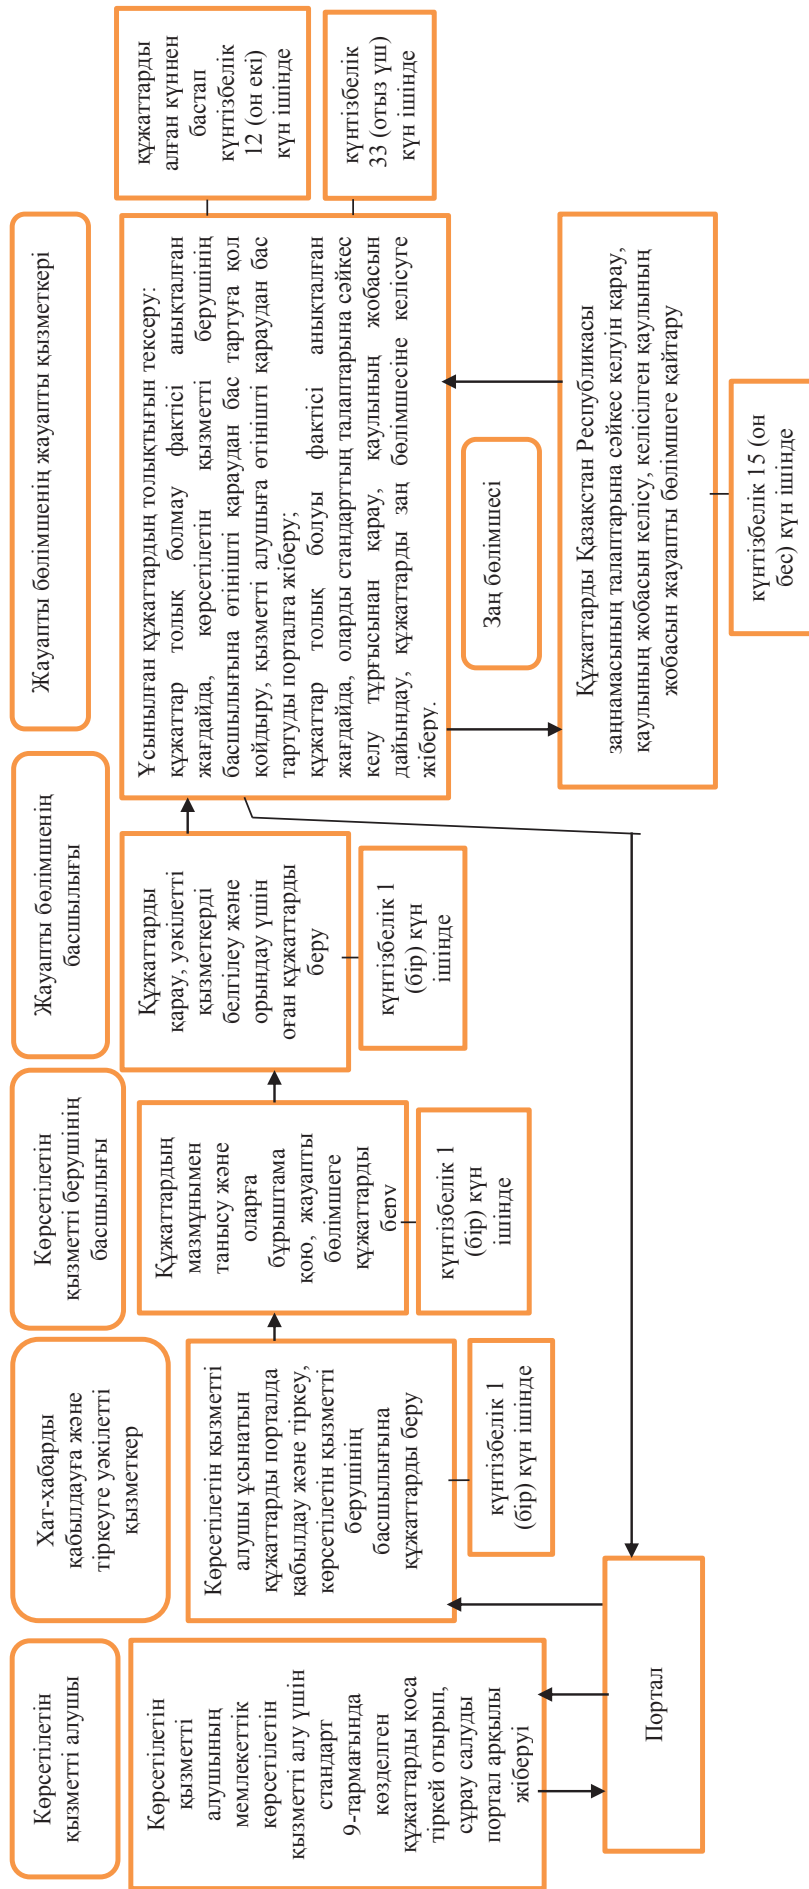 Көрсетілетін
қызметті алушы
Хат-хабарды
қабылдауға және
тіркеуге уәкілетті
қызметкер
Көрсетілетін
қызметті берушінің
басшылығы
Жауапты бөлімшенің
басшылығы
Жауапты бөлімшенің жауапты қызметкері
Көрсетілетін
қызметті
алушының
мемлекеттік
көрсетілетін
қызметті алу үшін
стандарт
9-тармағында
көзделген
құжаттарды қоса
тіркей отырып,
сұрау салуды
портал арқылы
жіберуі
Көрсетілетін қызметті
алушы ұсынатын
құжаттарды порталда
қабылдау және тіркеу,
көрсетілетін қызметті
берушінің
басшылығына
құжаттарды беру
күнтізбелік 1
(бір) күн ішінде
Құжаттардың
мазмұнымен
танысу және
оларға
бұрыштама
қою, жауапты
бөлімшеге
құжаттарды
беру
күнтізбелік 1
(бір) күн
ішінде
Құжаттарды
қарау, уәкілетті
қызметкерді
белгілеу және
орындау үшін
оған құжаттарды
беру
күнтізбелік 1
(бір) күн
ішінде
Ұсынылған құжаттардың толықтығын тексеру:
құжаттар толық болмау фактісі анықталған
жағдайда, көрсетілетін қызметті берушінің
басшылығына өтінішті қараудан бас тартуға қол
қойдыру, қызметті алушыға өтінішті қараудан бас
тартуды порталға жіберу;
құжаттар толық болуы фактісі анықталған
жағдайда, оларды стандарттың талаптарына сәйкес
келу тұрғысынан қарау, қаулының жобасын
дайындау, құжаттарды заң бөлімшесіне келісуге
жіберу.
құжаттарды
алған күннен
бастап
күнтізбелік
12 (он екі)
күн ішінде
күнтізбелік
33 (отыз үш)
күн ішінде
Заң бөлімшесі
Құжаттарды Қазақстан Республикасы
заңнамасының талаптарына сәйкес келуін қарау,
қаулының жобасын келісу, келісілген қаулының
жобасын жауапты бөлімшеге қайтару
күнтізбелік 15 (он
бес) күн ішінде
Портал